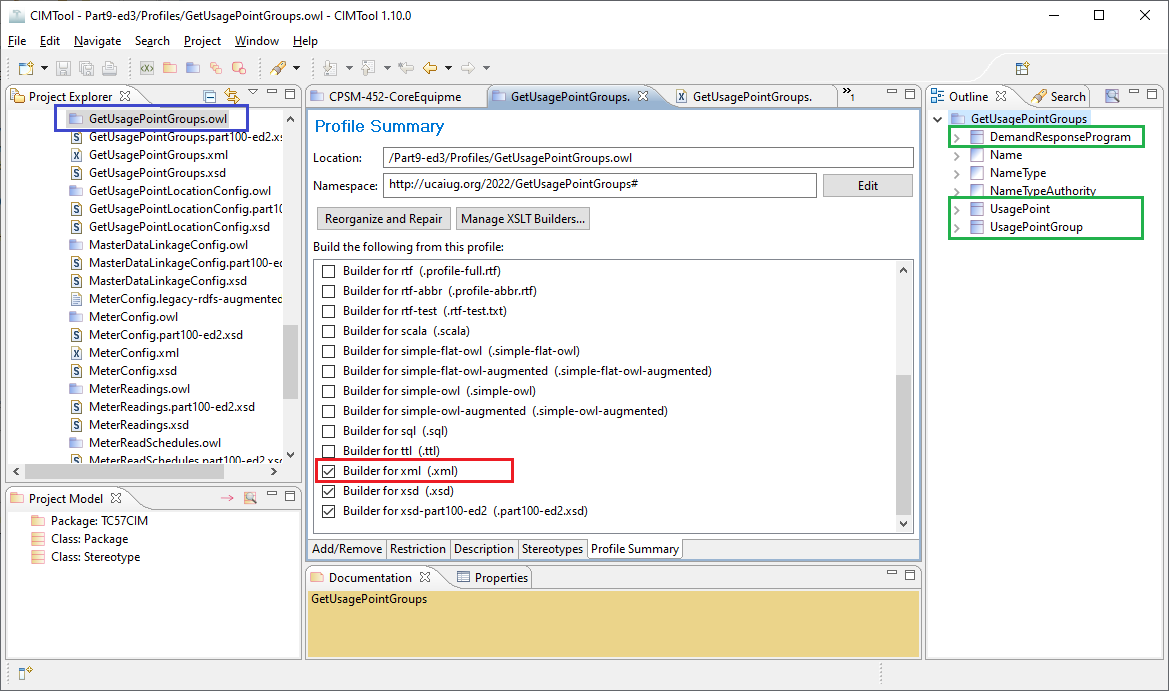 CIMTool - Part9-ed3/Profiles/GetUsagePointGroups.owl - CIMTool 1.10.0
File Edit Navigate Search Project Window Help
Project Explorer
GetUsagePointGroups.owl
GetUsagePointGroups.part100-ed2.xs
GetUsagePointGroups.xml
GetUsagePointGroups.xsd
GetUsagePointLocationConfig.owl
GetUsagePointLocationConfig.part10
GetUsagePointLocationConfig.xsd
MasterDataLinkageConfig.owl
MasterDataLinkageConfig.part100-ed
MasterDataLinkageConfig.xsd
MeterConfig.legacy-rdfs-augmented
MeterConfig.owl
MeterConfig.part100-ed2.xsd
MeterConfig.xml
MeterConfig.xsd
MeterReadings.owl
MeterReadings.part100-ed2.xsd
MeterReadings.xsd
MeterReadSchedules.owl
MeterReadSchedules.part100-ed2.xsd
Project Model
Package: TC57CIM
Class: Package
Class: Stereotype
CPSM-452-CoreEquipme
GetUsagePointGroups.
GetUsagePointGroups.
»1
Profile Summary
Location: /Part9-ed3/Profiles/GetUsagePointGroups.owl
Namespace: http://ucaiug.org/2022/GetUsagePointGroups# Edit
Reorganize and Repair Manage XSLT Builders...
Build the following from this profile:
Builder for rtf (.profile-full.rtf)
Builder for rtf-abbr (.profile-abbr.rtf)
Builder for rtf-test (.rtf-test.txt)
Builder for scala (.scala)
Builder for simple-flat-owl (.simple-flat-owl)
Builder for simple-flat-owl-augmented (.simple-flat-owl-augmented)
Builder for simple-owl (.simple-owl)
Builder for simple-owl-augmented (.simple-owl-augmented)
Builder for sql (.sql)
Builder for ttl (.ttl)
Builder for xml (.xml)
Builder for xsd (.xsd)
Builder for xsd-part100-ed2 (.part100-ed2.xsd)
Add/Remove Restriction Description Stereotypes Profile Summary
Documentation Properties
GetUsagePointGroups
Outline Search
GetUsagePointGroups
DemandResponseProgram
Name
NameType
NameTypeAuthority
UsagePoint
UsagePointGroup